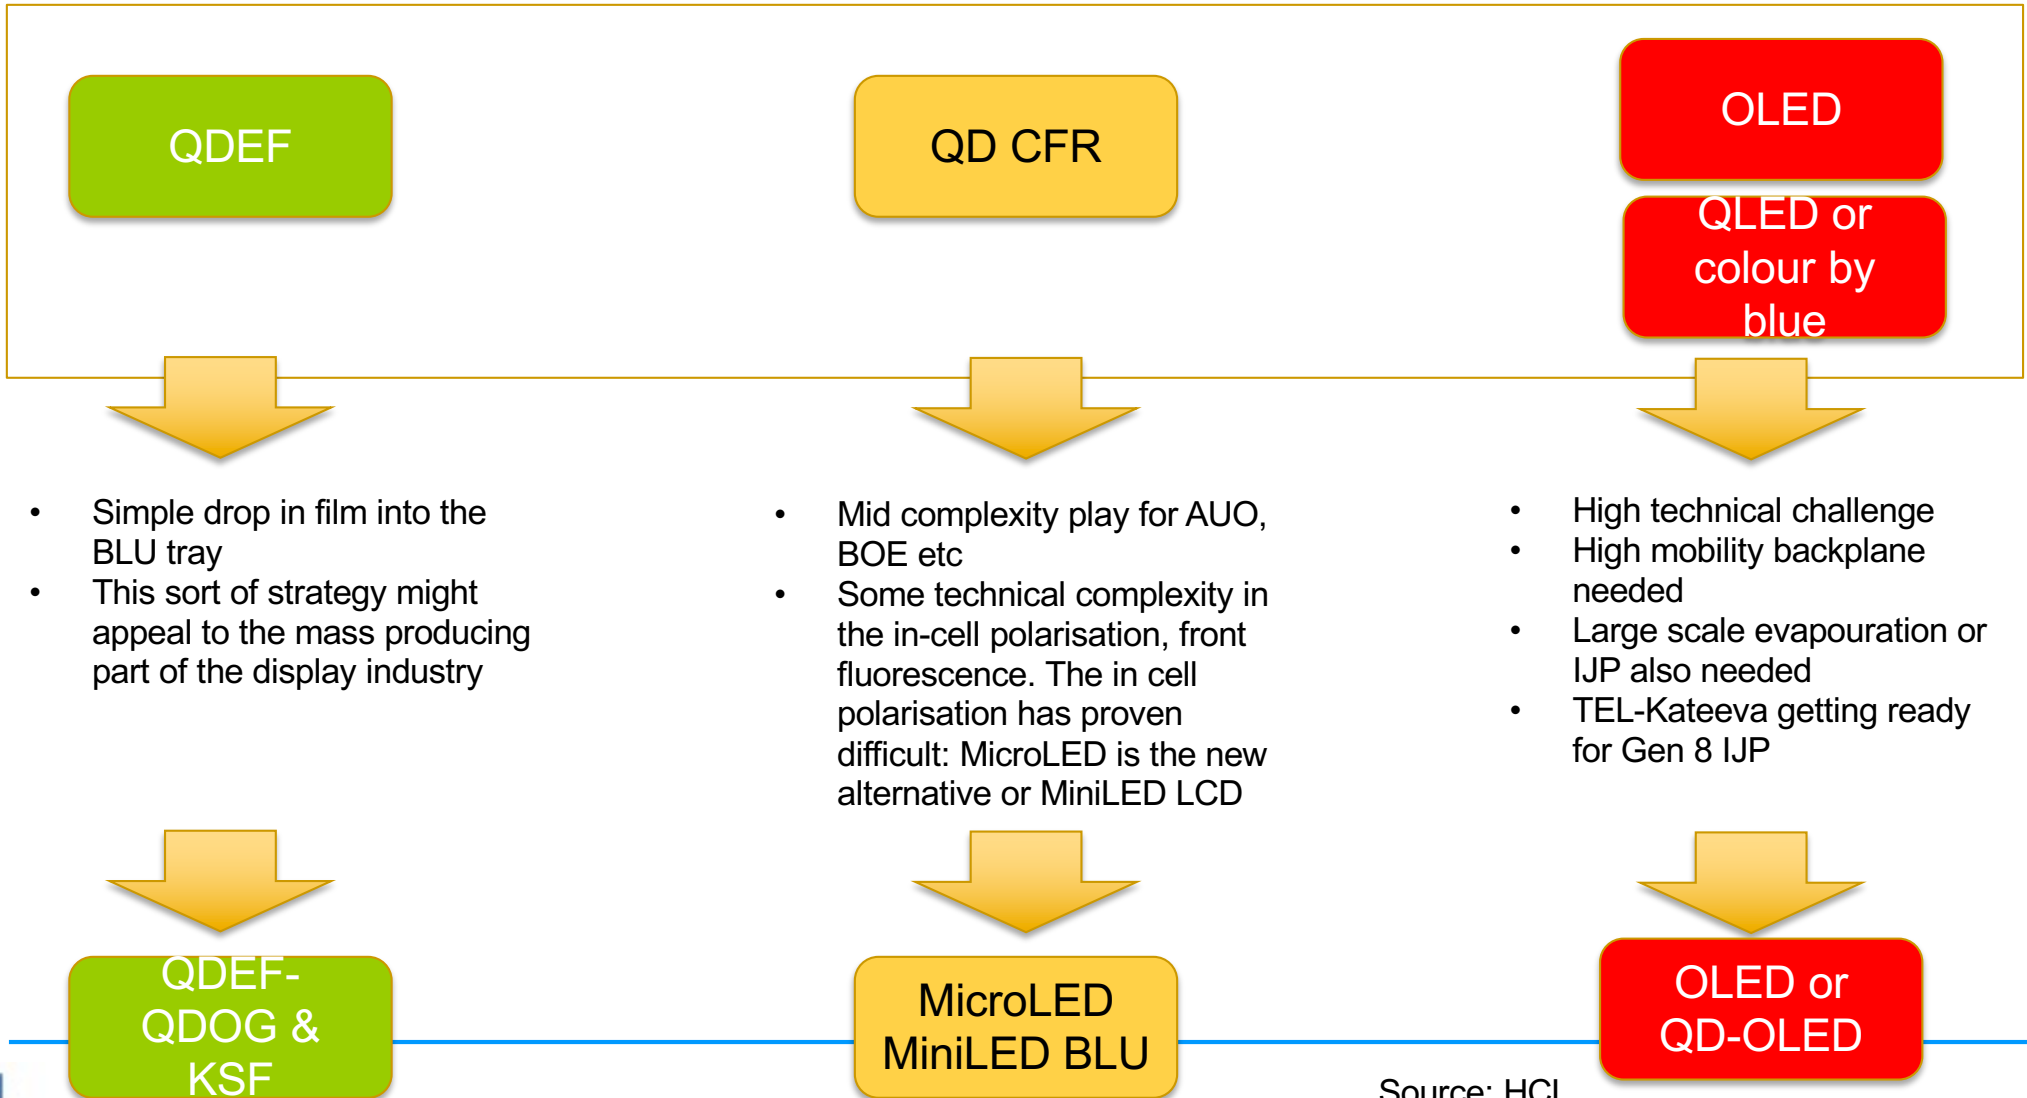 QDEF
QD CFR
OLED
QLED or
colour by
blue
• Simple drop in film into the
BLU tray
• This sort of strategy might
appeal to the mass producing
part of the display industry
• Mid complexity play for AUO,
BOE etc
• Some technical complexity in
the in-cell polarisation, front
fluorescence. The in cell
polarisation has proven
difficult: MicroLED is the new
alternative or MiniLED LCD
• High technical challenge
• High mobility backplane
needed
• Large scale evapouration or
IJP also needed
• TEL-Kateeva getting ready
for Gen 8 IJP
QDEF-
QDOG &
KSF
MicroLED
MiniLED BLU
OLED or
QD-OLED
Source: HCL